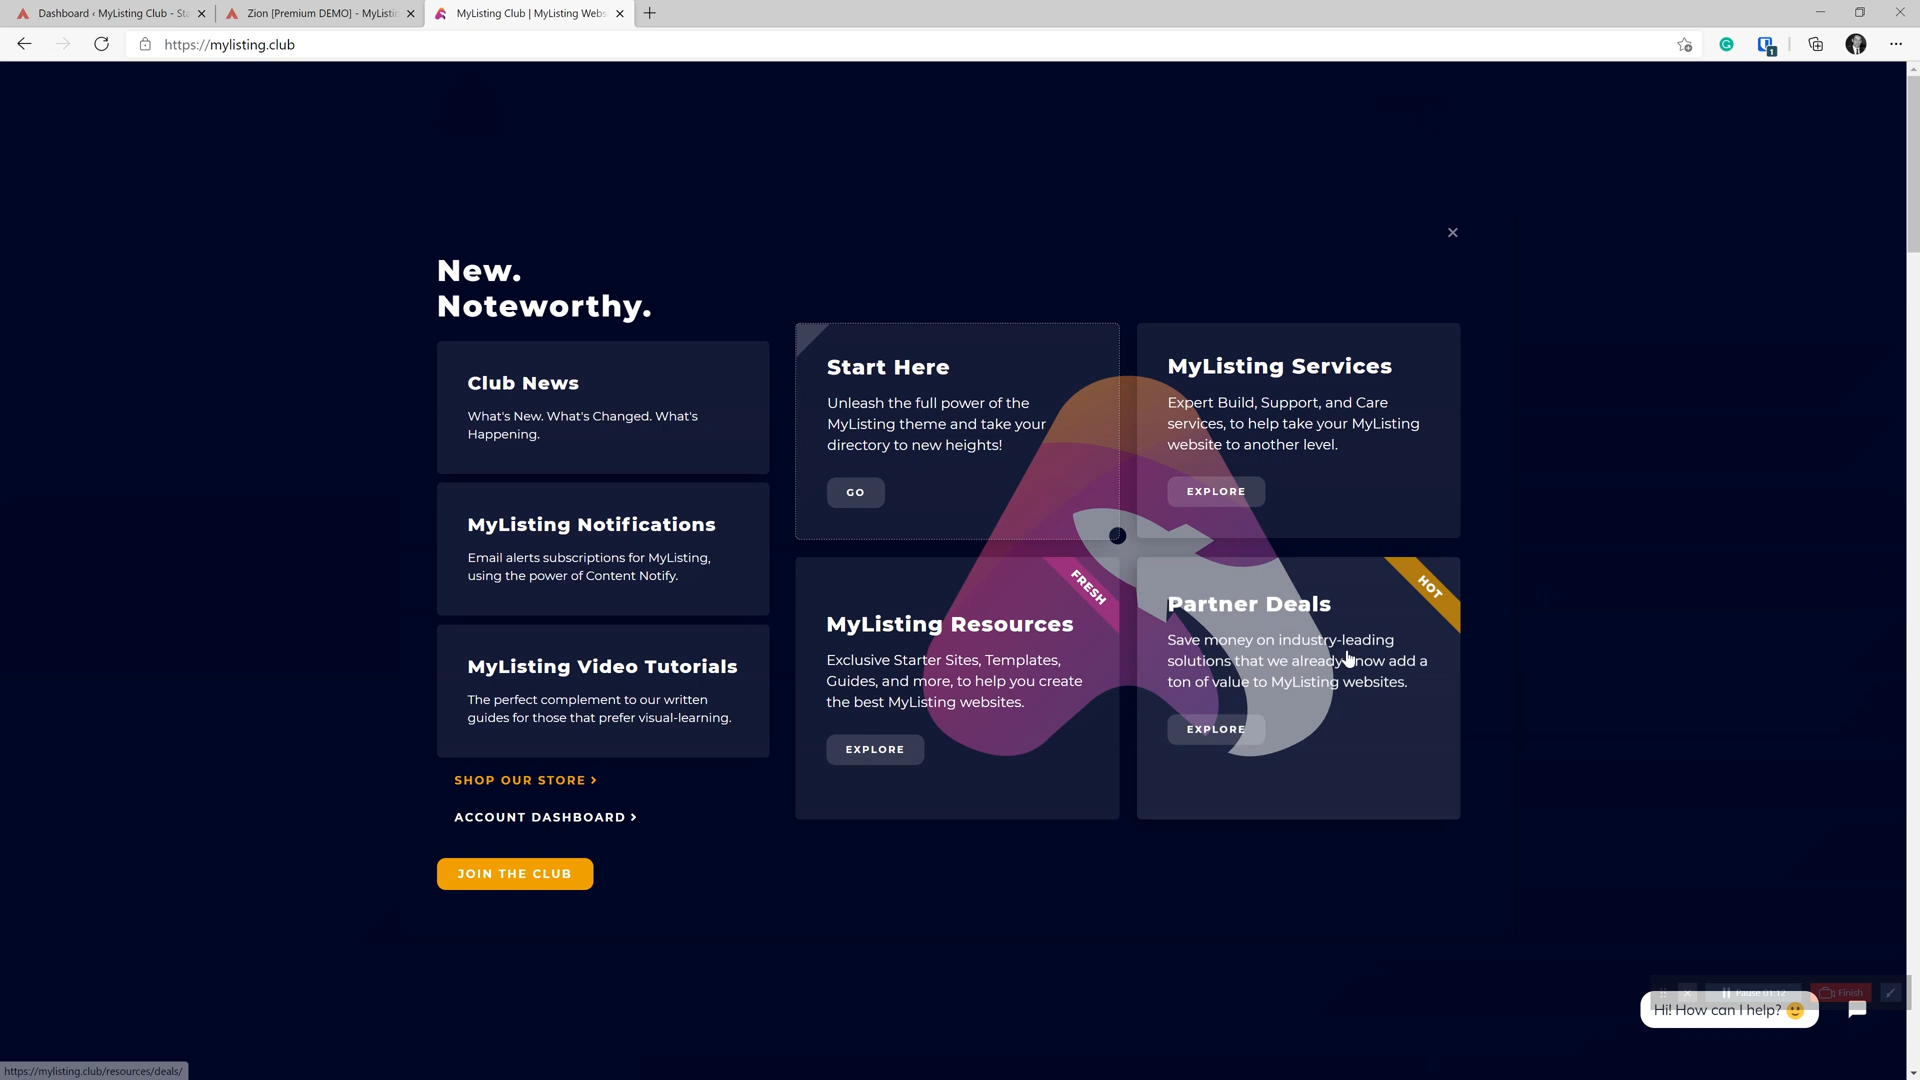 Dashboard ‹ MyListing Club - Sta
Zion [Premium DEMO] - MyListin
MyListing Club | MyListing Webs
https://mylisting.club
New.
Noteworthy.
Club News
What's New. What's Changed. What's
Happening.
MyListing Notifications
Email alerts subscriptions for MyListing,
using the power of Content Notify.
MyListing Video Tutorials
The perfect complement to our written
guides for those that prefer visual-learning.
SHOP OUR STORE >
ACCOUNT DASHBOARD >
JOIN THE CLUB
Start Here
Unleash the full power of the
MyListing theme and take your
directory to new heights!
GO
MyListing Services
Expert Build, Support, and Care
services, to help take your MyListing
website to another level.
EXPLORE
FRESH
MyListing Resources
Exclusive Starter Sites, Templates,
Guides, and more, to help you create
the best MyListing websites.
EXPLORE
HOT
Partner Deals
Save money on industry-leading
solutions that we already know add a
ton of value to MyListing websites.
EXPLORE
Pause 01:12
Finish
Hi! How can I help? 🙂
https://mylisting.club/resources/deals/
1